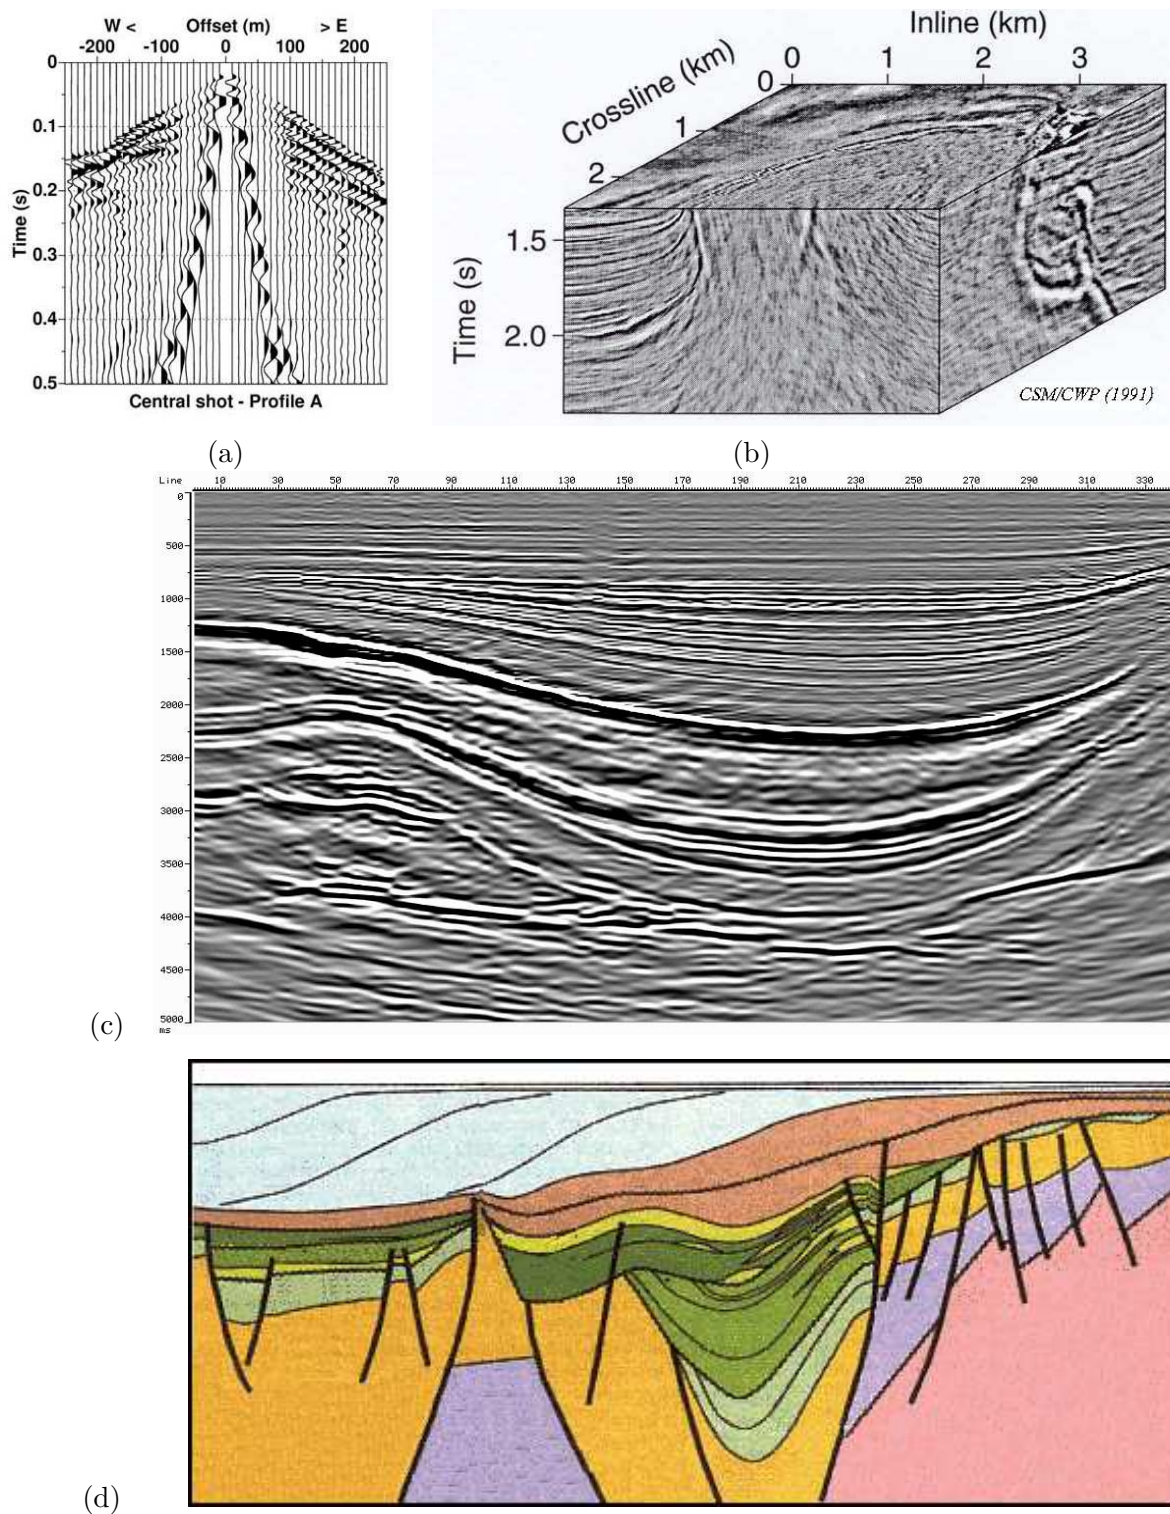 W < Offset (m) > E
-200 -100 0 100 200
0
0.1
0.2
0.3
0.4
0.5
Time (s)
Central shot - Profile A
(a)
Inline (km)
0 1 2 3
Crossline (km)
0
1
2
1.5
2.0
Time (s)
CSM/CWP (1991)
(b)
Line 10 30 50 70 90 110 130 150 170 190 210 230 250 270 290 310 330
0
500
1000
1500
2000
2500
3000
3500
4000
4500
5000
ms
(c)
(d)